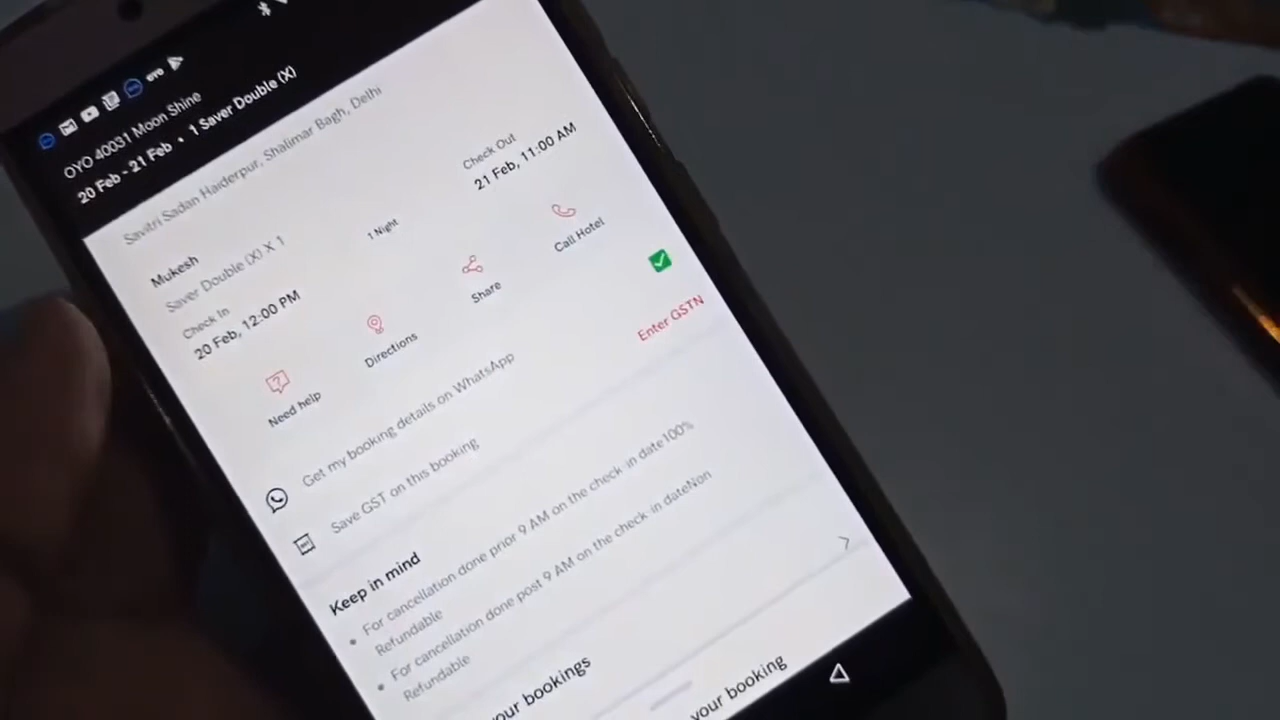 OYO 40031 Moon Shine
20 Feb - 21 Feb • 1 Saver Double (X)
Savitri Sadan Haiderpur, Shalimar Bagh, Delhi
Mukesh
Saver Double (X) X 1
Check In
20 Feb, 12:00 PM
1 Night
Check Out
21 Feb, 11:00 AM
Need help
Directions
Share
Call Hotel
Get my booking details on WhatsApp
Save GST on this booking
Enter GSTN
Keep in mind
• For cancellation done prior 9 AM on the check-in date100%
Refundable
• For cancellation done post 9 AM on the check-in dateNon
Refundable
your bookings
your booking